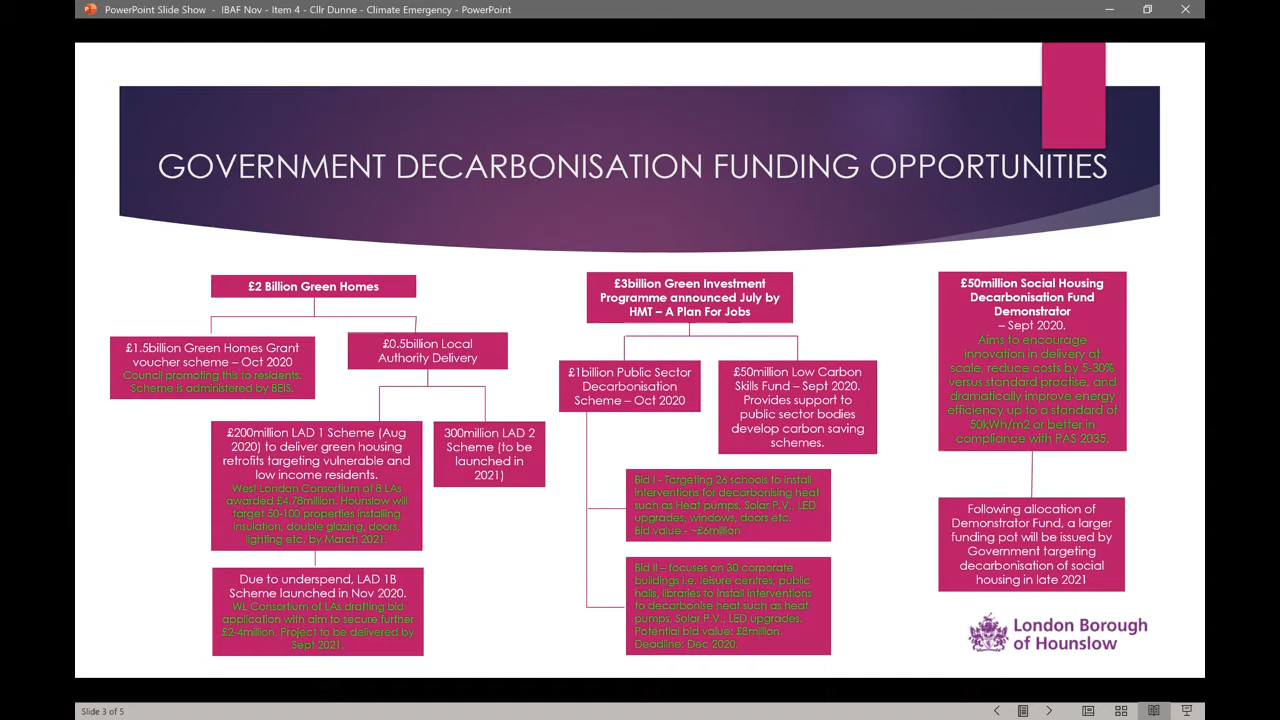 PowerPoint Slide Show - IBAF Nov - Item 4 - Cllr Dunne - Climate Emergency - PowerPoint
GOVERNMENT DECARBONISATION FUNDING OPPORTUNITIES
£2 Billion Green Homes
£1.5billion Green Homes Grant
voucher scheme – Oct 2020
Council promoting this to residents.
Scheme is administered by BEIS.
£0.5billion Local
Authority Delivery
£200million LAD 1 Scheme (Aug
2020) to deliver green housing
retrofits targeting vulnerable and
low income residents.
West London Consortium of 8 LAs
awarded £4.78million. Hounslow will
target 50-100 properties installing
insulation, double glazing, doors,
lighting etc. by March 2021.
300million LAD 2
Scheme (to be
launched in
2021)
Due to underspend, LAD 1B
Scheme launched in Nov 2020.
WL Consortium of LAs drafting bid
application with aim to secure further
£2-4million. Project to be delivered by
Sept 2021.
£3billion Green Investment
Programme announced July by
HMT – A Plan For Jobs
£1billion Public Sector
Decarbonisation
Scheme – Oct 2020
£50million Low Carbon
Skills Fund – Sept 2020.
Provides support to
public sector bodies
develop carbon saving
schemes.
Bid I - Targeting 26 schools to install
interventions for decarbonising heat
such as Heat pumps, Solar P.V., LED
upgrades, windows, doors etc.
Bid value - ~£6million
Bid II – focuses on 30 corporate
buildings i.e. leisure centres, public
halls, libraries to install interventions
to decarbonise heat such as heat
pumps, Solar P.V., LED upgrades.
Potential bid value: £8million.
Deadline: Dec 2020.
£50million Social Housing
Decarbonisation Fund
Demonstrator
– Sept 2020.
Aims to encourage
innovation in delivery at
scale, reduce costs by 5-30%
versus standard practise, and
dramatically improve energy
efficiency up to a standard of
50kWh/m2 or better in
compliance with PAS 2035.
Following allocation of
Demonstrator Fund, a larger
funding pot will be issued by
Government targeting
decarbonisation of social
housing in late 2021
London Borough
of Hounslow
Slide 3 of 5